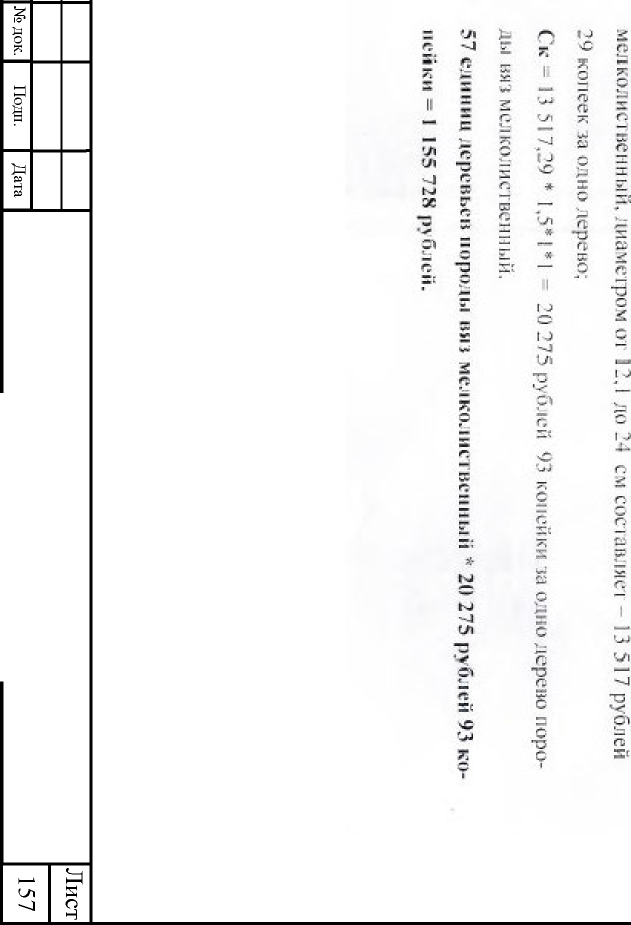 мелколиственный, диаметром от 12,1 до 24 см составляет – 13 517 рублей
29 копеек за одно дерево;
Ск = 13 517,29 * 1,5*1*1 = 20 275 рублей 93 копейки за одно дерево поро-
ды вяз мелколиственный.
57 единиц деревьев породы вяз мелколиственный * 20 275 рублей 93 ко-
пейки = 1 155 728 рублей.
№ док.
Подп.
Дата
Лист
157